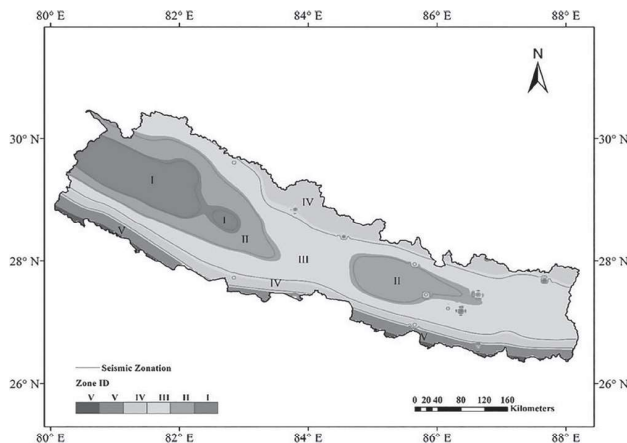 80° E 82° E 84° E 86° E 88° E
N
30° N 30° N
I
IV
I
V
II
28° N 28° N
III
II
IV
V
26° N 26° N
Seismic Zonation
Zone ID
V V IV III II I
0 20 40 80 120 160
Kilometers
80° E 82° E 84° E 86° E 88° E